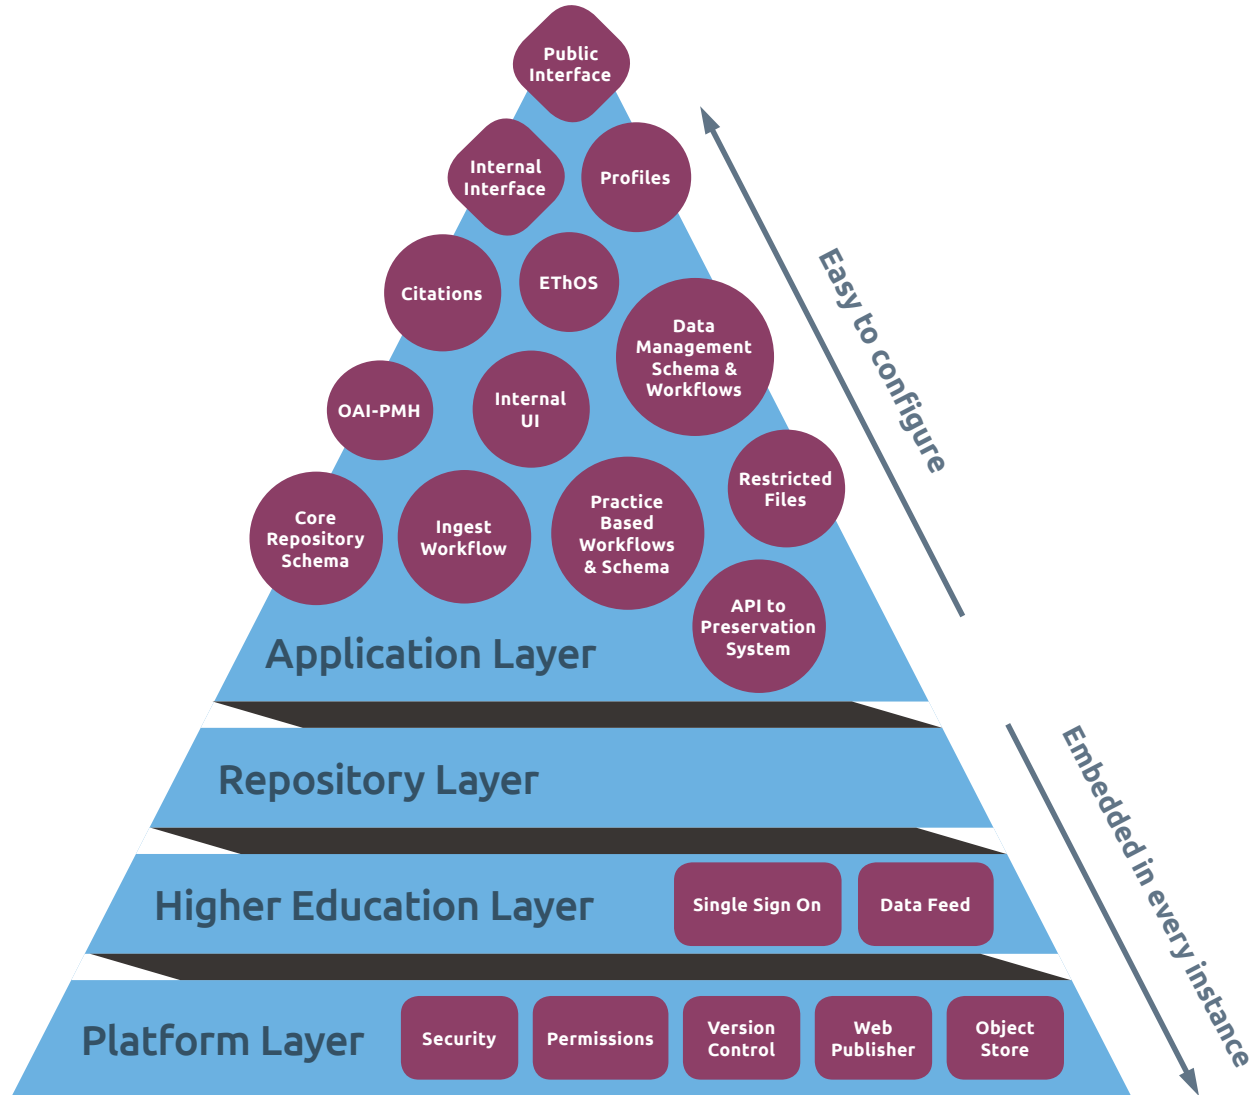 Public
Interface
Internal
Interface
Profiles
Citations
EThOS
Data
Management
Schema &
Workflows
OAI-PMH
Internal
UI
Restricted
Files
Core
Repository
Schema
Ingest
Workflow
Practice
Based
Workflows
& Schema
API to
Preservation
System
Easy to configure
Application Layer
Repository Layer
Higher Education Layer
Single Sign On
Data Feed
Embedded in every instance
Platform Layer
Security
Permissions
Version
Control
Web
Publisher
Object
Store